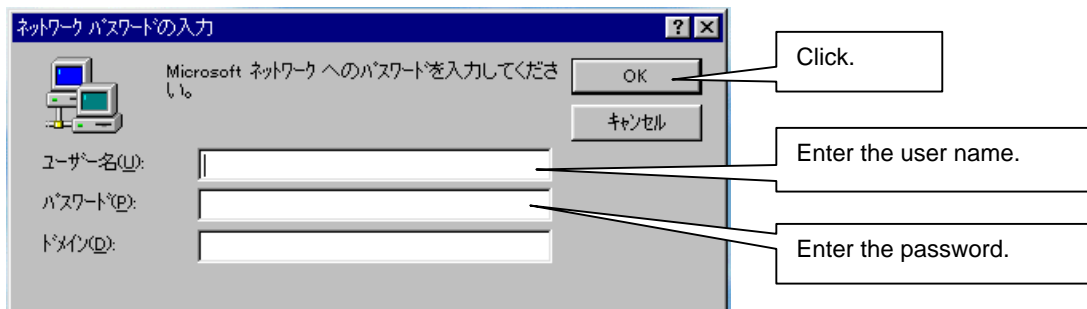 ネットワーク パスワードの入力
Click.
Microsoft ネットワーク へのパスワードを入力してくださ
い。
OK
キャンセル
ユーザー名(U):
Enter the user name.
パスワード(P):
ドメイン(D):
Enter the password.